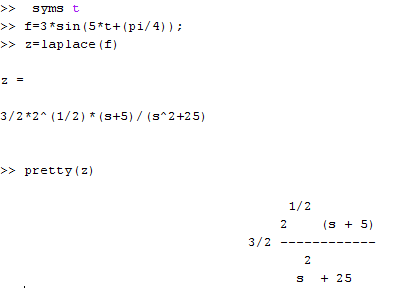 >>  syms t
>> f=3*sin(5*t+(pi/4));
>> z=laplace(f)
z =
3/2*2^(1/2)*(s+5)/(s^2+25)
>> pretty(z)
1/2
2    (s + 5)
3/2 ------------
2
s  + 25